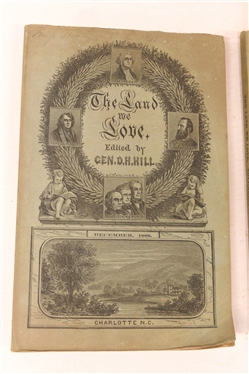 The Land
we
Love.
Edited by
GEN. D. H. HILL.
DECEMBER, 1868.
CHARLOTTE N.C.